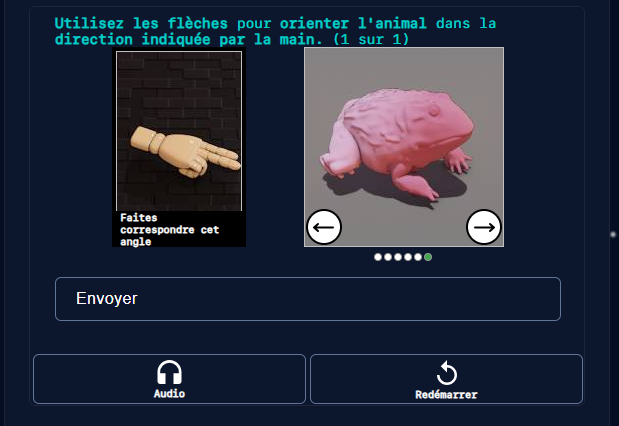 Utilisez les flèches pour orienter l'animal dans la
direction indiquée par la main. (1 sur 1)
Faites
correspondre cet
angle
Envoyer
Audio
Redémarrer